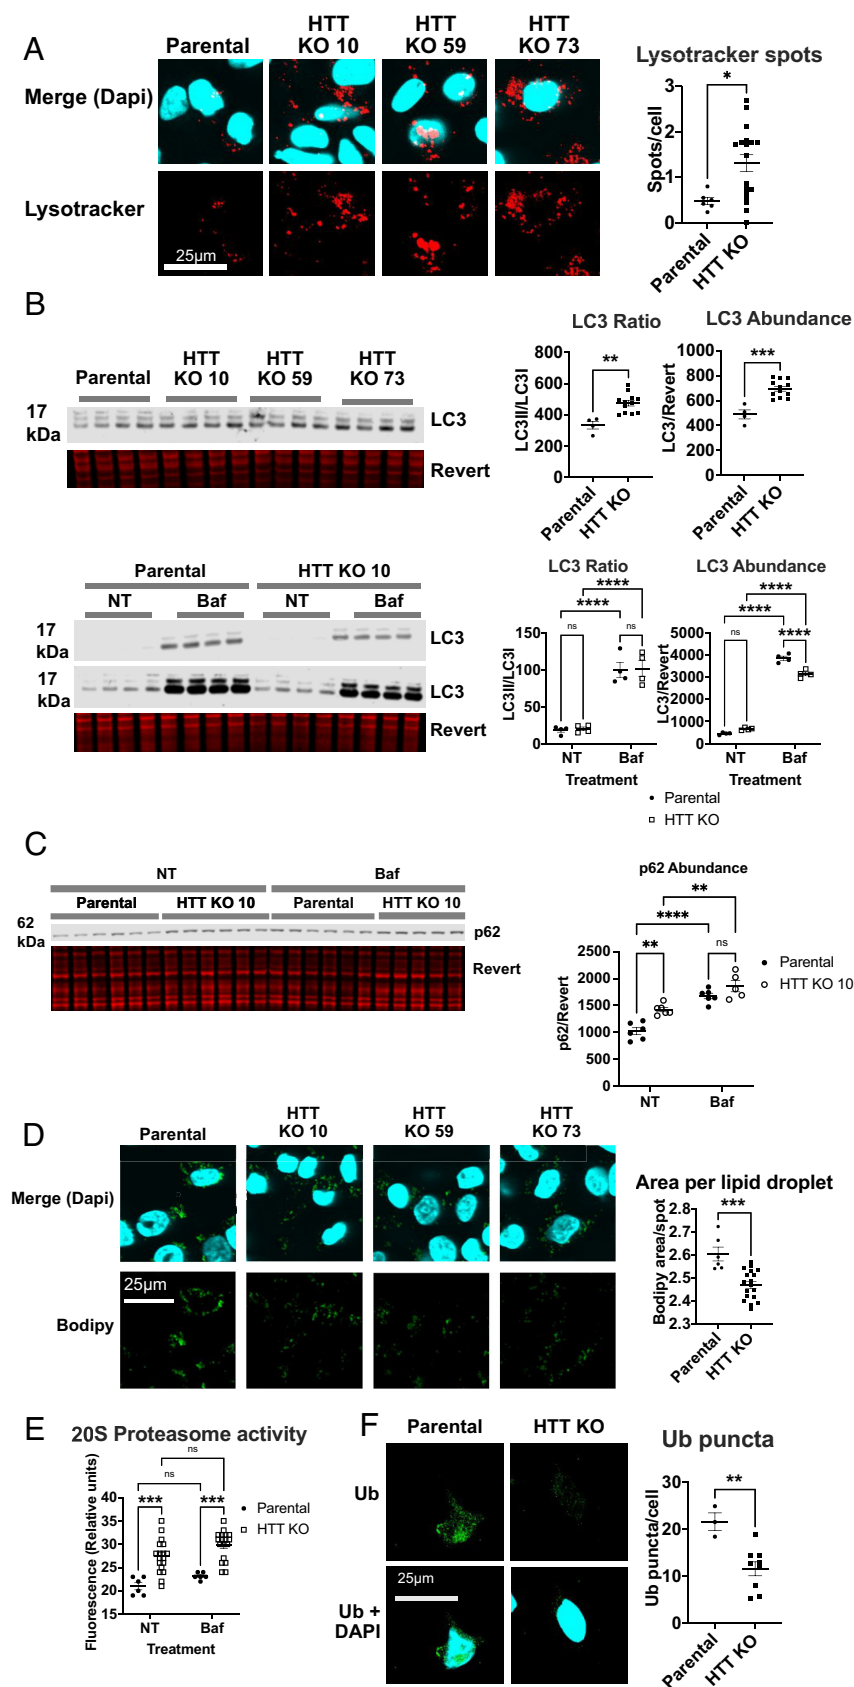 A
Parental
HTT
KO 10
HTT
KO 59
HTT
KO 73
Merge (Dapi)
Lysotracker
25µm
Lysotracker spots
*
Spots/cell
3
2
1
0
Parental
HTT KO
B
Parental
HTT
KO 10
HTT
KO 59
HTT
KO 73
17
kDa
LC3
Revert
LC3 Ratio
**
LC3II/LC3I
800
600
400
200
0
Parental
HTT KO
LC3 Abundance
***
LC3/Revert
1000
800
600
400
200
0
Parental
HTT KO
Parental
HTT KO 10
NT
Baf
NT
Baf
17
kDa
LC3
17
kDa
LC3
Revert
LC3 Ratio
****
****
ns
ns
LC3II/LC3I
150
100
50
0
NT
Baf
Treatment
LC3 Abundance
****
****
ns
****
LC3/Revert
5000
4000
3000
2000
1000
0
NT
Baf
Treatment
Parental
HTT KO
C
NT
Baf
Parental
HTT KO 10
Parental
HTT KO 10
62
kDa
p62
Revert
p62 Abundance
**
****
**
ns
p62/Revert
2500
2000
1500
1000
500
0
NT
Baf
Parental
HTT KO 10
D
Parental
HTT
KO 10
HTT
KO 59
HTT
KO 73
Merge (Dapi)
Bodipy
25µm
Area per lipid droplet
***
Bodipy area/spot
2.8
2.7
2.6
2.5
2.4
2.3
Parental
HTT KO
E
20S Proteasome activity
ns
ns
***
***
Fluorescence (Relative units)
40
35
30
25
20
15
NT
Baf
Treatment
Parental
HTT KO
F
Parental
HTT KO
Ub
25µm
Ub +
DAPI
Ub puncta
**
Ub puncta/cell
30
20
10
0
Parental
HTT KO